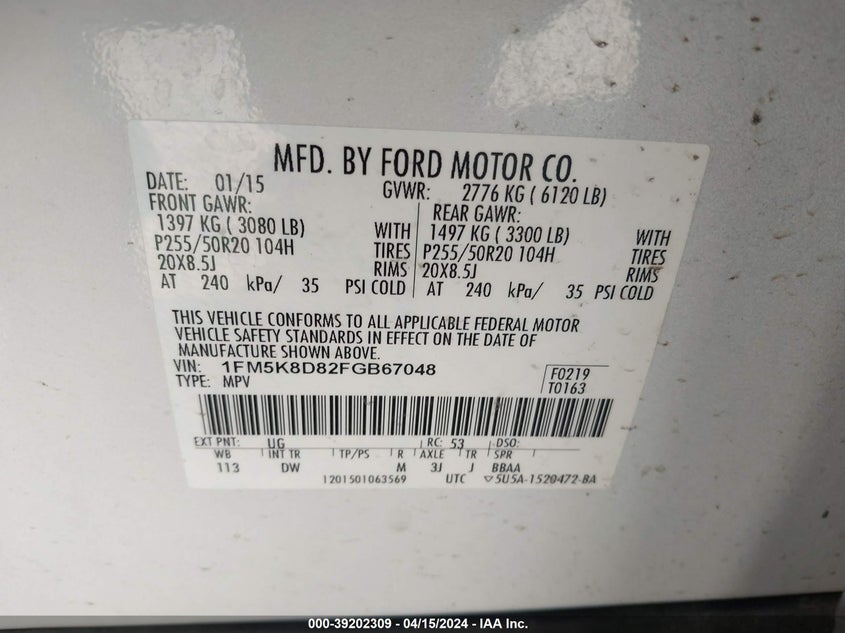 MFD. BY FORD MOTOR CO.
DATE: 01/15 GVWR: 2776 KG ( 6120 LB)
FRONT GAWR: REAR GAWR:
1397 KG ( 3080 LB) WITH 1497 KG ( 3300 LB) WITH
P255/50R20 104H TIRES P255/50R20 104H TIRES
20X8.5J RIMS 20X8.5J RIMS
AT 240 kPa/ 35 PSI COLD AT 240 kPa/ 35 PSI COLD
THIS VEHICLE CONFORMS TO ALL APPLICABLE FEDERAL MOTOR
VEHICLE SAFETY STANDARDS IN EFFECT ON THE DATE OF
MANUFACTURE SHOWN ABOVE.
VIN: 1FM5K8D82FGB67048 F0219
TYPE: MPV T0163
EXT PNT: UG RC: 53 DSO:
WB INT TR TP/PS R AXLE TR SPR
113 DW M 3J J BBAA
1201501063569 UTC ▽5U5A-1520472-BA
000-39202309 - 04/15/2024 - IAA Inc.